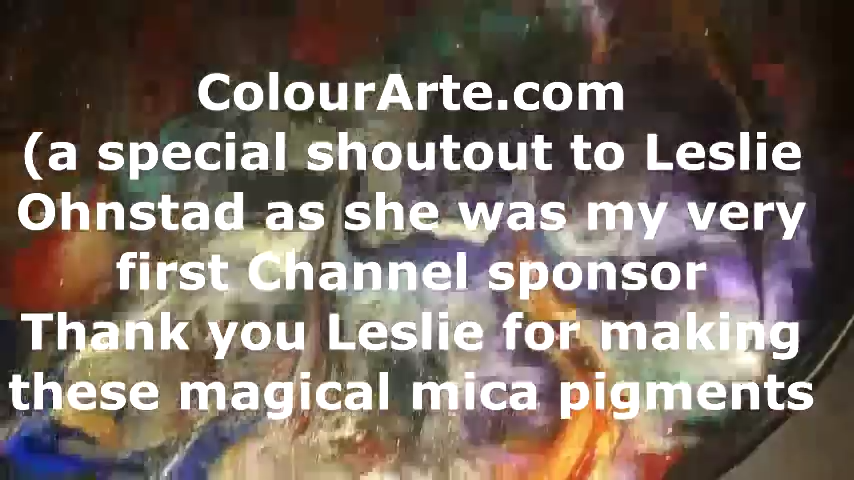 ColourArte.com
(a special shoutout to Leslie
Ohnstad as she was my very
first Channel sponsor
Thank you Leslie for making
these magical mica pigments